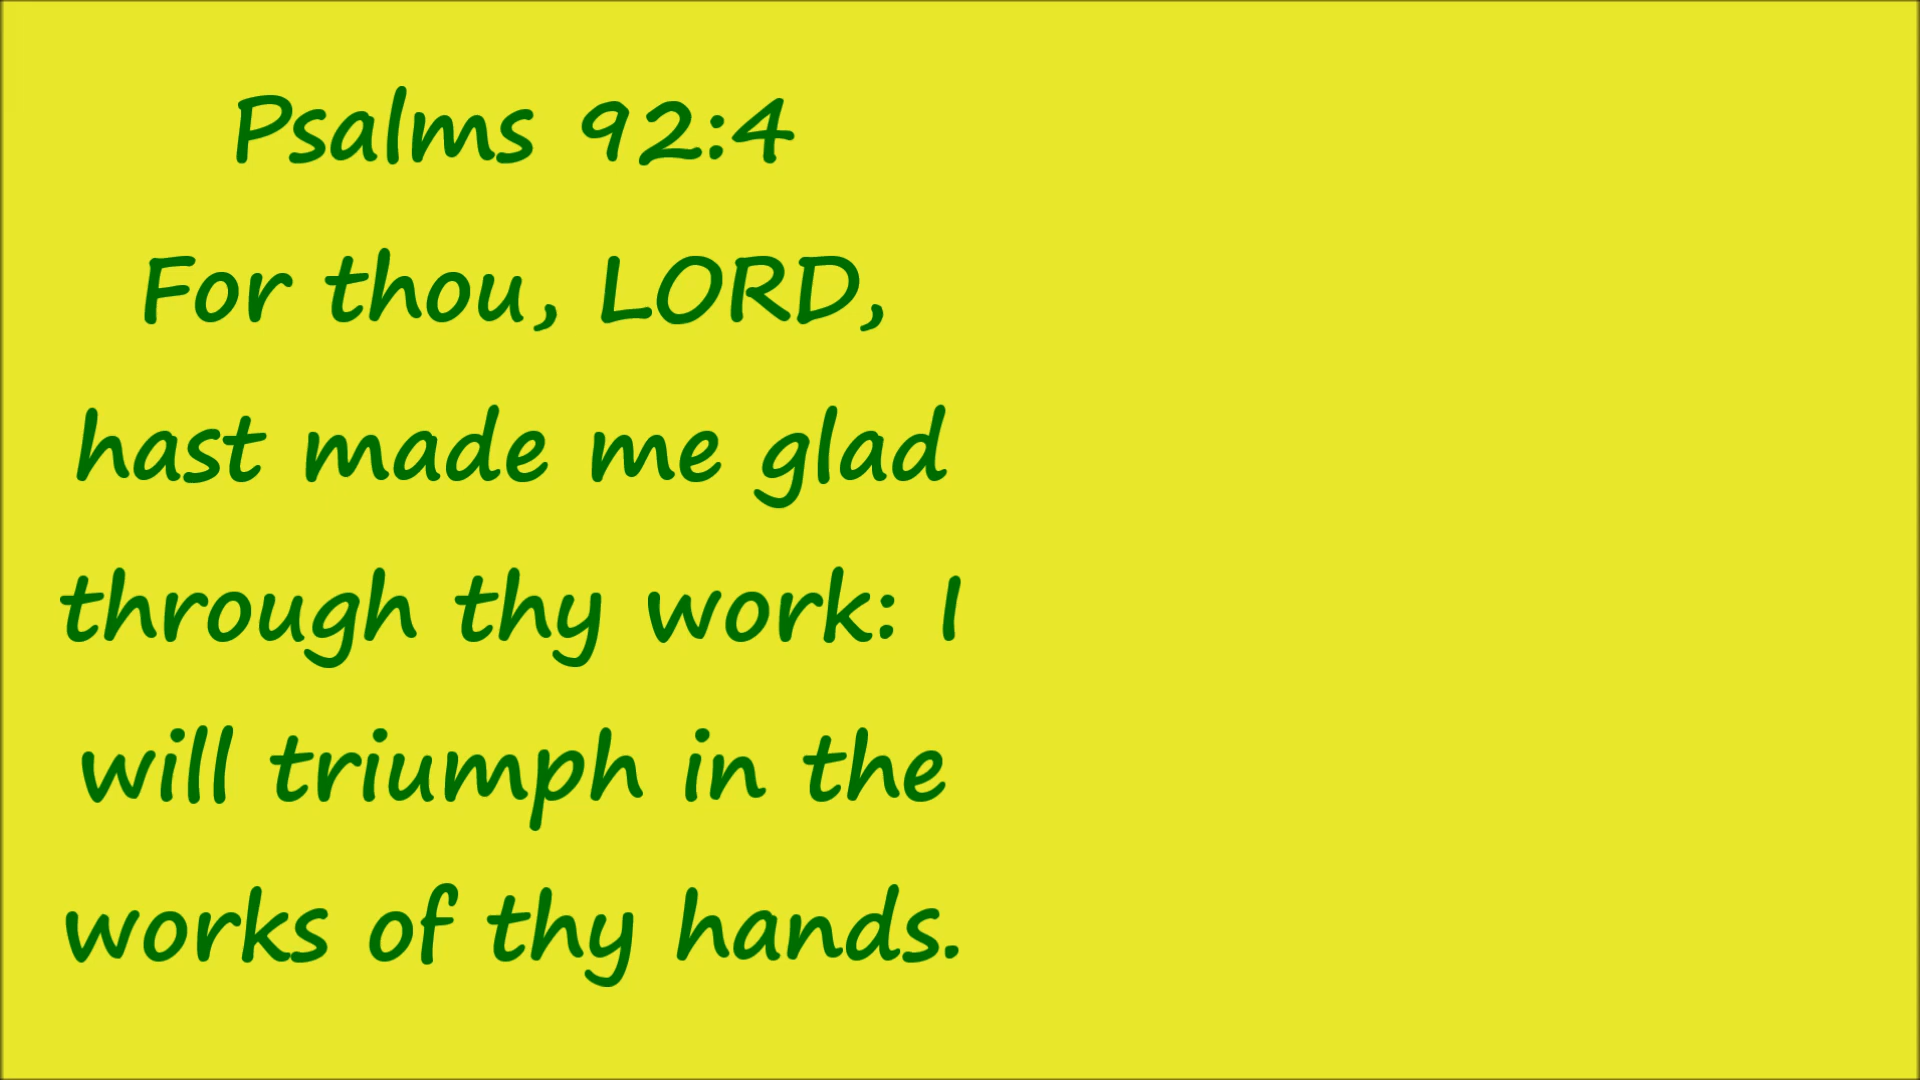 Psalms 92:4
For thou, LORD,
hast made me glad
through thy work: I
will triumph in the
works of thy hands.